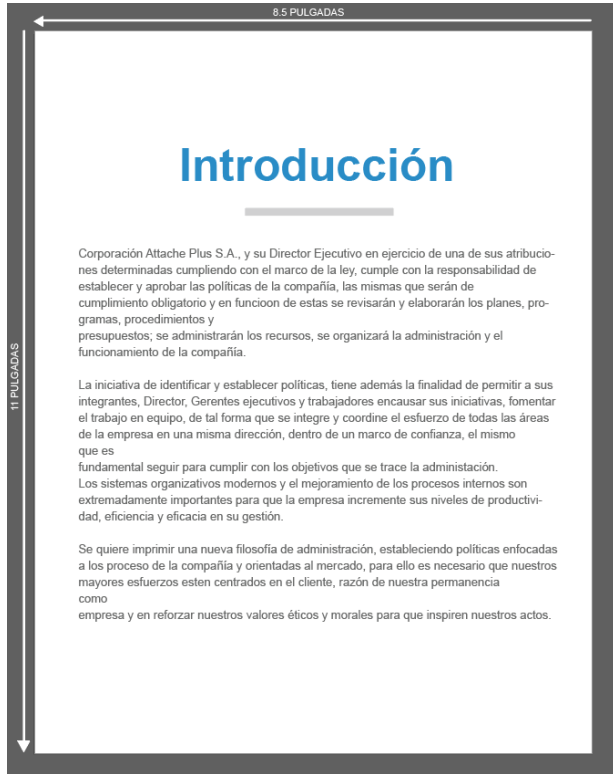 8.5 PULGADAS
11 PULGADAS
Introducción
Corporación Attache Plus S.A., y su Director Ejecutivo en ejercicio de una de sus atribucio-
nes determinadas cumpliendo con el marco de la ley, cumple con la responsabilidad de
establecer y aprobar las políticas de la compañía, las mismas que serán de
cumplimiento obligatorio y en funcioon de estas se revisarán y elaborarán los planes, pro-
gramas, procedimientos y
presupuestos; se administrarán los recursos, se organizará la administración y el
funcionamiento de la compañía.
La iniciativa de identificar y establecer políticas, tiene además la finalidad de permitir a sus
integrantes, Director, Gerentes ejecutivos y trabajadores encausar sus iniciativas, fomentar
el trabajo en equipo, de tal forma que se integre y coordine el esfuerzo de todas las áreas
de la empresa en una misma dirección, dentro de un marco de confianza, el mismo
que es
fundamental seguir para cumplir con los objetivos que se trace la administación.
Los sistemas organizativos modernos y el mejoramiento de los procesos internos son
extremadamente importantes para que la empresa incremente sus niveles de productivi-
dad, eficiencia y eficacia en su gestión.
Se quiere imprimir una nueva filosofía de administración, estableciendo políticas enfocadas
a los proceso de la compañía y orientadas al mercado, para ello es necesario que nuestros
mayores esfuerzos esten centrados en el cliente, razón de nuestra permanencia
como
empresa y en reforzar nuestros valores éticos y morales para que inspiren nuestros actos.